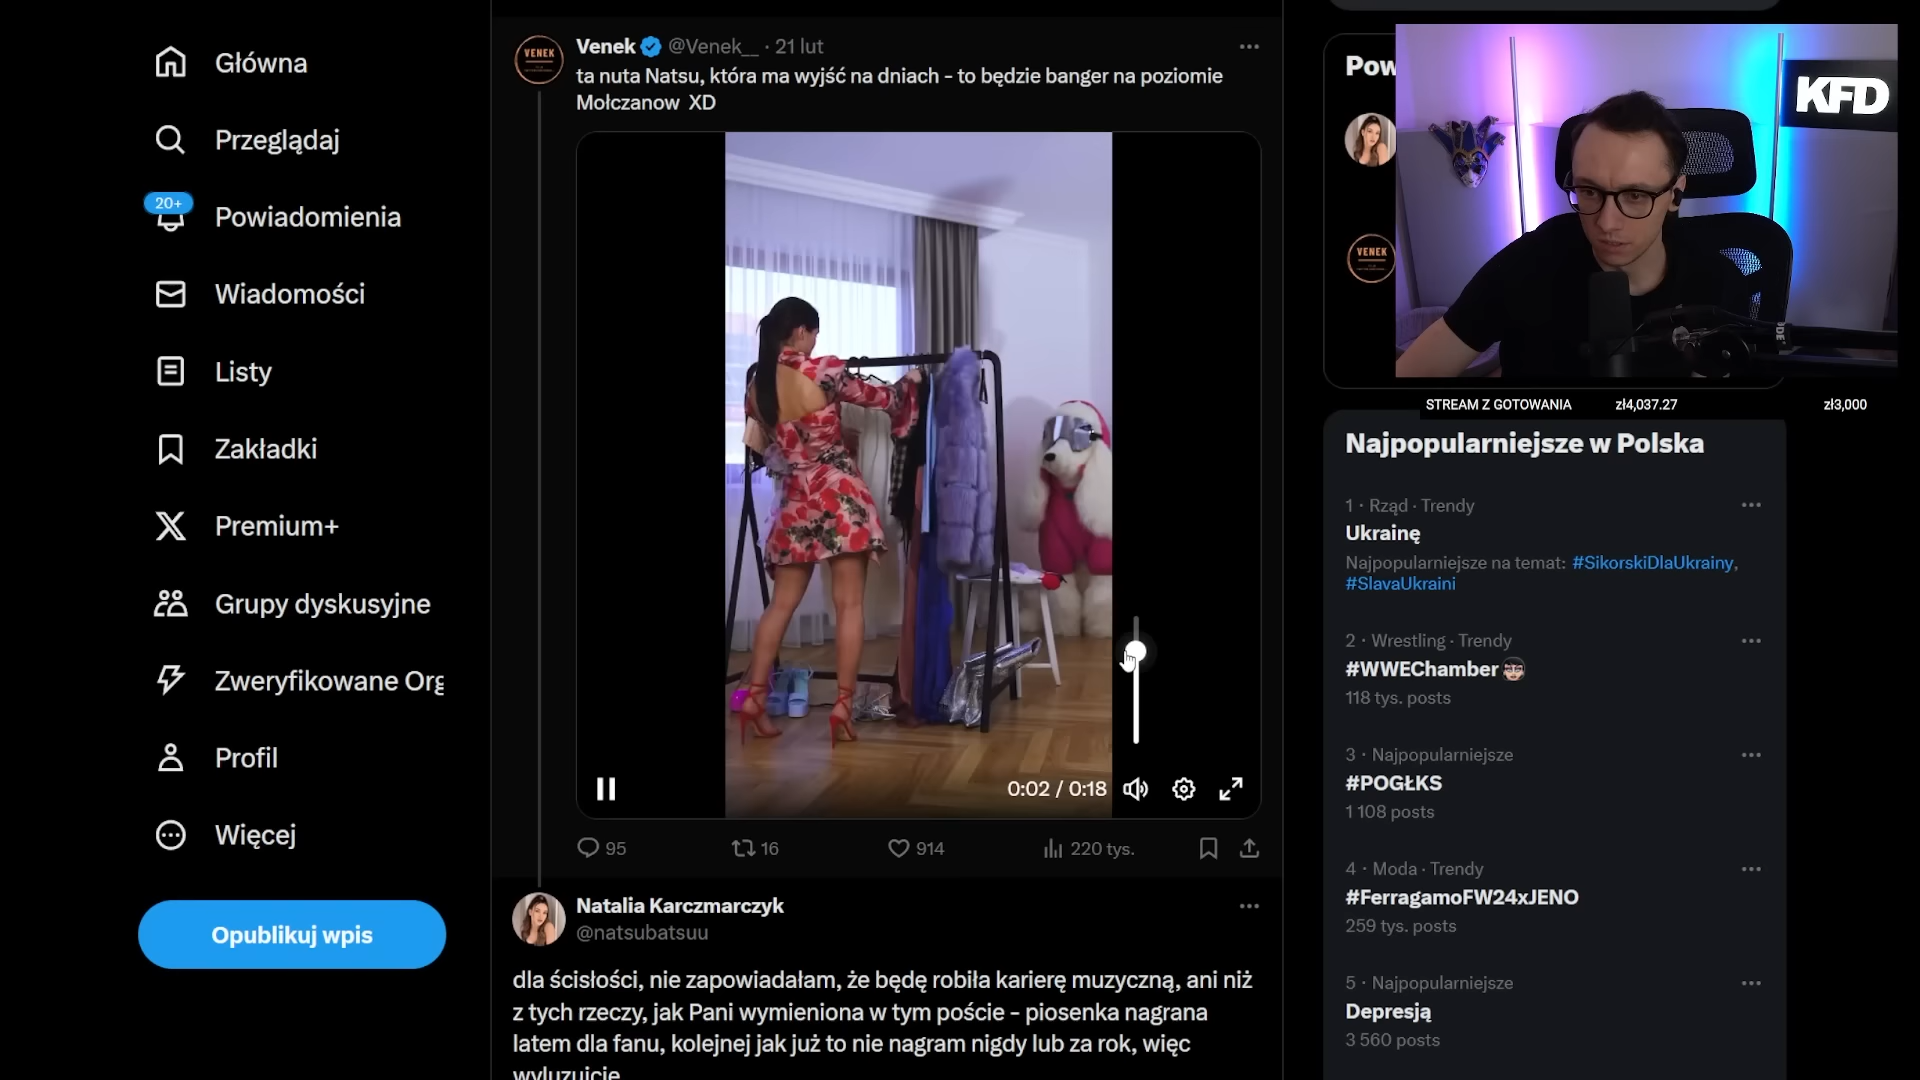 Główna
Przeglądaj
20+
Powiadomienia
Wiadomości
Listy
Zakładki
Premium+
Grupy dyskusyjne
Zweryfikowane Org
Profil
Więcej
Opublikuj wpis
VENEK
Venek @Venek__ · 21 lut
ta nuta Natsu, która ma wyjść na dniach - to będzie banger na poziomie
Mołczanow XD
0:02 / 0:18
95
16
914
220 tys.
Natalia Karczmarczyk
@natsubatsuu
dla ścisłości, nie zapowiadałam, że będę robiła karierę muzyczną, ani niż
z tych rzeczy, jak Pani wymieniona w tym poście - piosenka nagrana
latem dla fanu, kolejnej jak już to nie nagram nigdy lub za rok, więc
wyluzujcie
Pow
VENEK
KFD
STREAM Z GOTOWANIA zł4,037.27 zł3,000
Najpopularniejsze w Polska
1 · Rząd · Trendy
Ukrainę
Najpopularniejsze na temat: #SikorskiDlaUkrainy,
#SlavaUkraini
2 · Wrestling · Trendy
#WWEChamber
118 tys. posts
3 · Najpopularniejsze
#POGŁKS
1 108 posts
4 · Moda · Trendy
#FerragamoFW24xJENO
259 tys. posts
5 · Najpopularniejsze
Depresją
3 560 posts